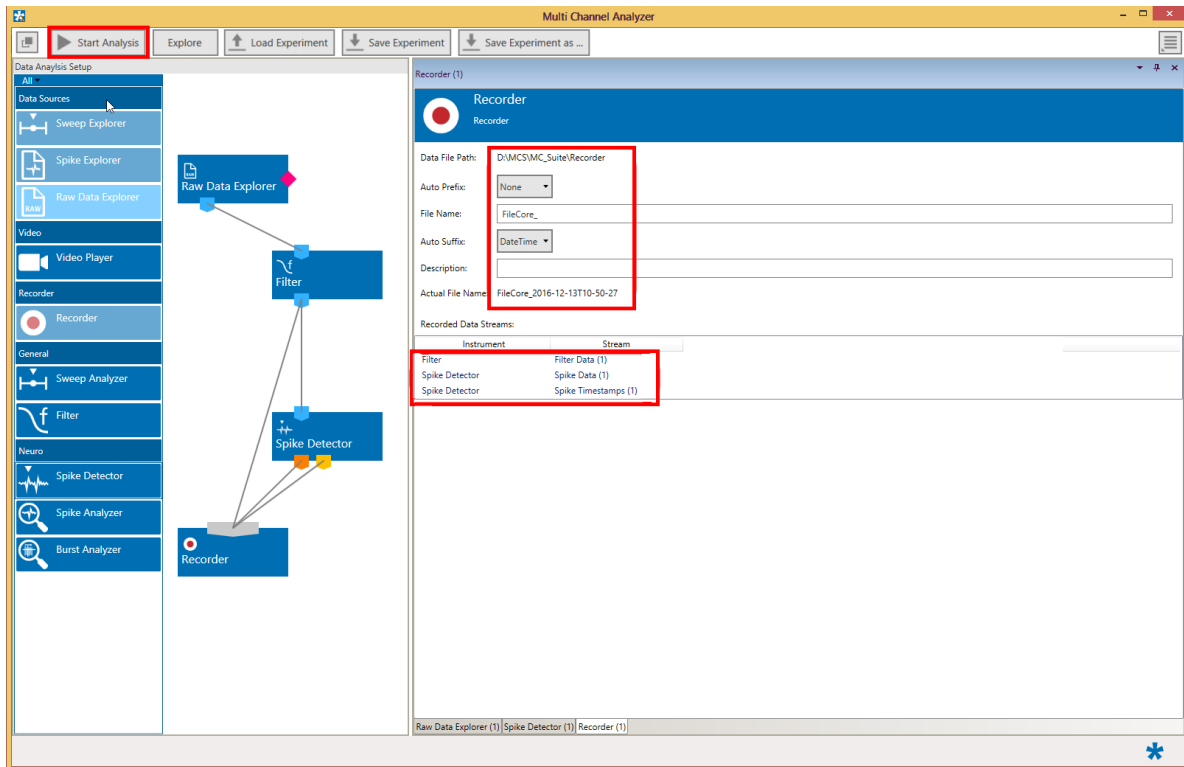 Multi Channel Analyzer
Start Analysis
Explore
Load Experiment
Save Experiment
Save Experiment as ...
Data Anaylsis Setup
All
Data Sources
Sweep Explorer
Spike Explorer
RAW
Raw Data Explorer
Video
Video Player
Recorder
Recorder
General
Sweep Analyzer
Filter
Neuro
Spike Detector
Spike Analyzer
Burst Analyzer
RAW
Raw Data Explorer
Filter
Spike Detector
Recorder
Recorder (1)
Recorder
Recorder
Data File Path: D:\MCS\MC_Suite\Recorder
Auto Prefix: None
File Name: FileCore_
Auto Suffix: DateTime
Description:
Actual File Name: FileCore_2016-12-13T10-50-27
Recorded Data Streams:
Instrument Stream
Filter Filter Data (1)
Spike Detector Spike Data (1)
Spike Detector Spike Timestamps (1)
Raw Data Explorer (1) Spike Detector (1) Recorder (1)